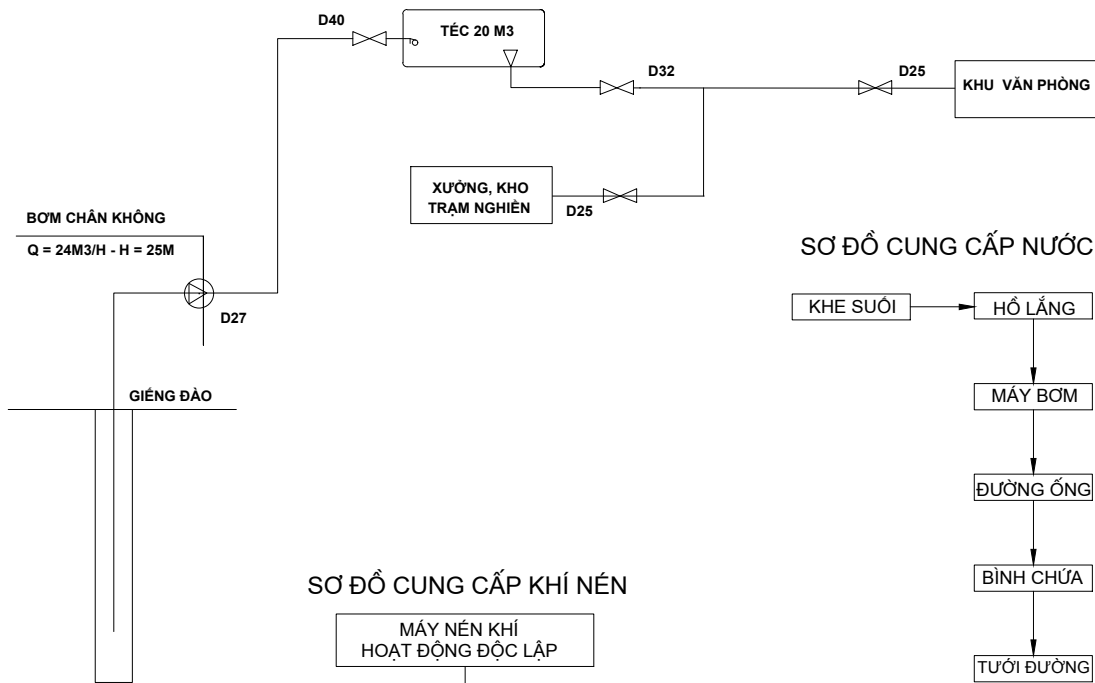 D40
TÉC 20 M3
D32
D25
KHU VĂN PHÒNG
XƯỞNG, KHO
TRẠM NGHIỀN
D25
BƠM CHÂN KHÔNG
Q = 24M3/H - H = 25M
D27
GIẾNG ĐÀO
SƠ ĐỒ CUNG CẤP NƯỚC
KHE SUỐI
HỒ LẮNG
MÁY BƠM
ĐƯỜNG ỐNG
BÌNH CHỨA
TƯỚI ĐƯỜNG
SƠ ĐỒ CUNG CẤP KHÍ NÉN
MÁY NÉN KHÍ
HOẠT ĐỘNG ĐỘC LẬP